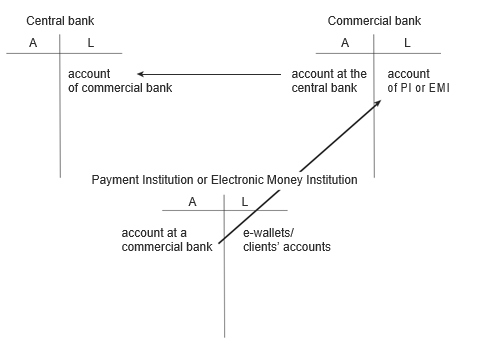 Central bank
Commercial bank
A L
A L
account
of commercial bank
account at the
central bank
account
of PI or EMI
Payment Institution or Electronic Money Institution
A L
account at a
commercial bank
e-wallets/
clients' accounts